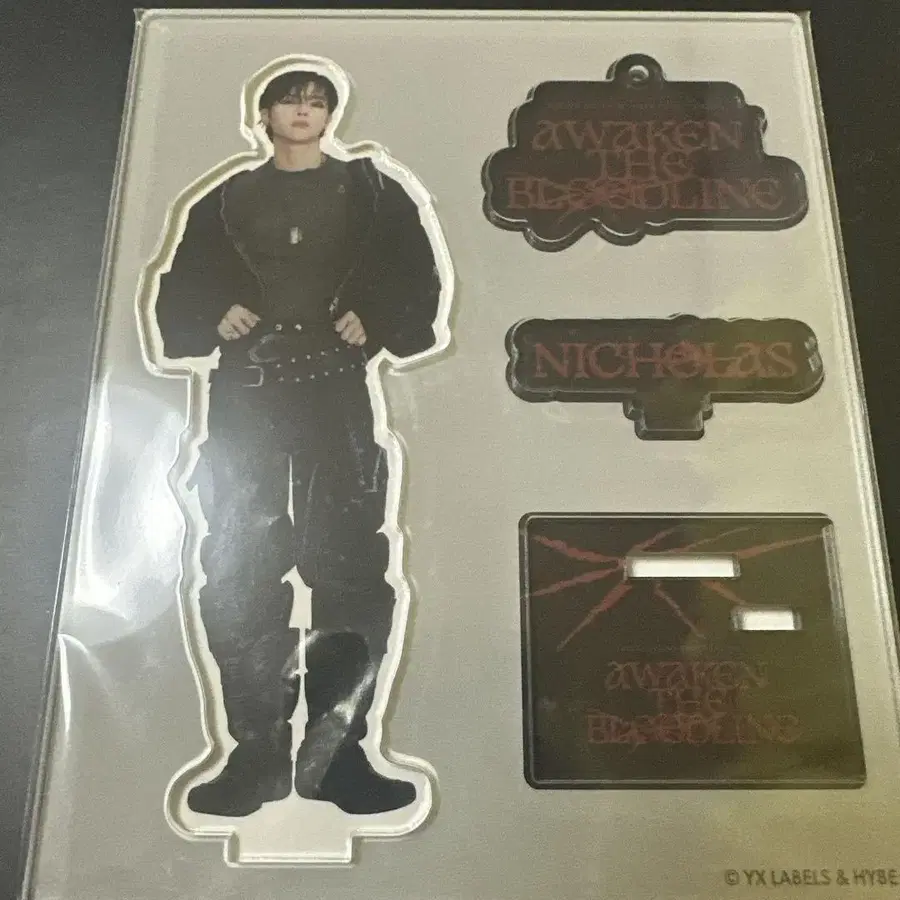 AWAKEN
THE
BLOODLINE
NICHOLAS
AWAKEN
THE
BLOODLINE
© YX LABELS & HYBE